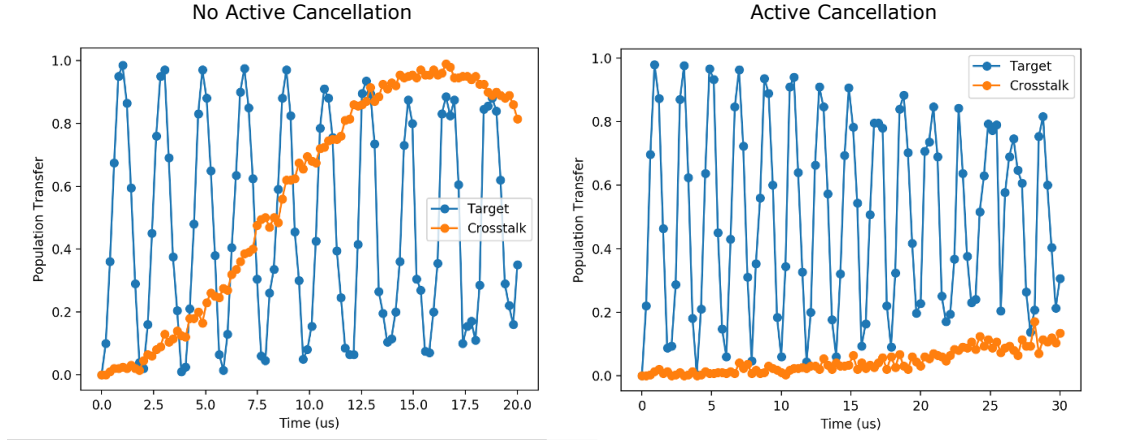 No Active Cancellation
Active Cancellation
Population Transfer
1.0
0.8
0.6
0.4
0.2
0.0
Target
Crosstalk
0.0 2.5 5.0 7.5 10.0 12.5 15.0 17.5 20.0
Time (us)
Population Transfer
1.0
0.8
0.6
0.4
0.2
0.0
Target
Crosstalk
0 5 10 15 20 25 30
Time (us)